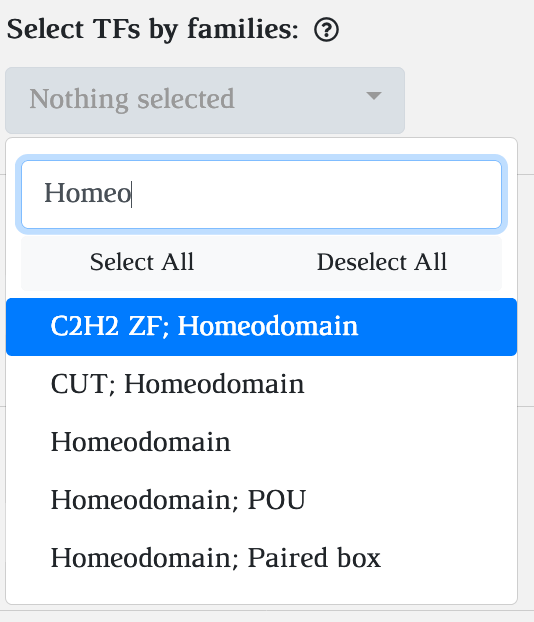 Select TFs by families: ?
Nothing selected
Homeo
Select All Deselect All
C2H2 ZF; Homeodomain
CUT; Homeodomain
Homeodomain
Homeodomain; POU
Homeodomain; Paired box